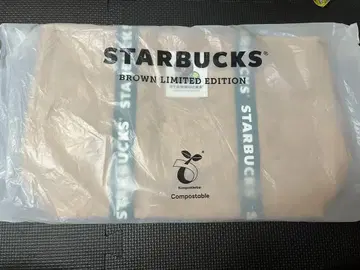 STARBUCKS®
BROWN LIMITED EDITION
STARBUCKS
STARBUCKS
Compostable